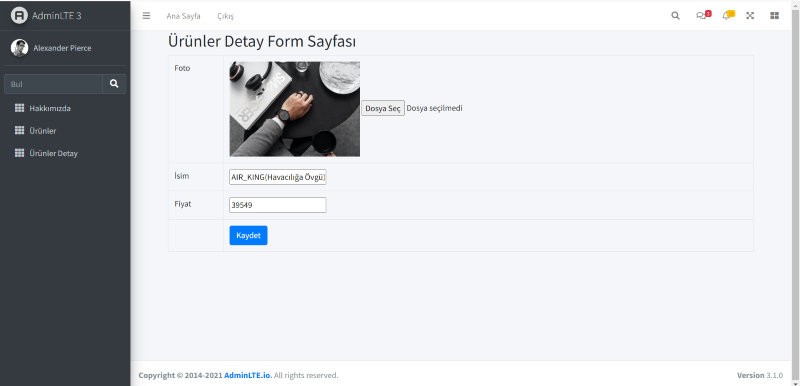 AdminLTE 3
Ana Sayfa
Çıkış
Alexander Pierce
Bul
Hakkımızda
Ürünler
Ürünler Detay
Ürünler Detay Form Sayfası
Foto
Dosya Seç Dosya seçilmedi
İsim
AIR_KING(Havacılığa Övgü)
Fiyat
39549
Kaydet
Copyright © 2014-2021 AdminLTE.io. All rights reserved.
Version 3.1.0